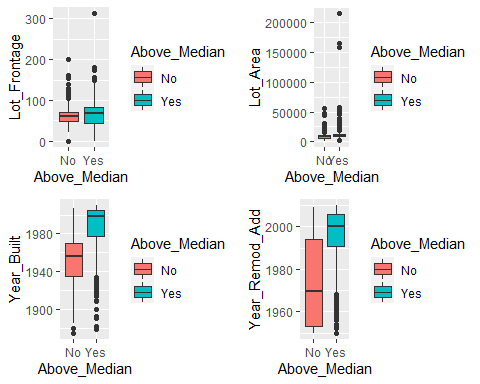 Lot_Frontage
300
200
100
0
No Yes
Above_Median
Above_Median
No
Yes
Lot_Area
200000
150000
100000
50000
0
No Yes
Above_Median
Above_Median
No
Yes
Year_Built
1980
1940
1900
No Yes
Above_Median
Above_Median
No
Yes
Year_Remod_Add
2000
1980
1960
No Yes
Above_Median
Above_Median
No
Yes